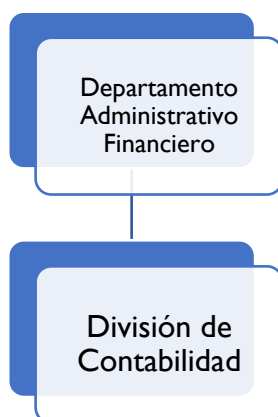 Departamento
Administrativo
Financiero
División de
Contabilidad